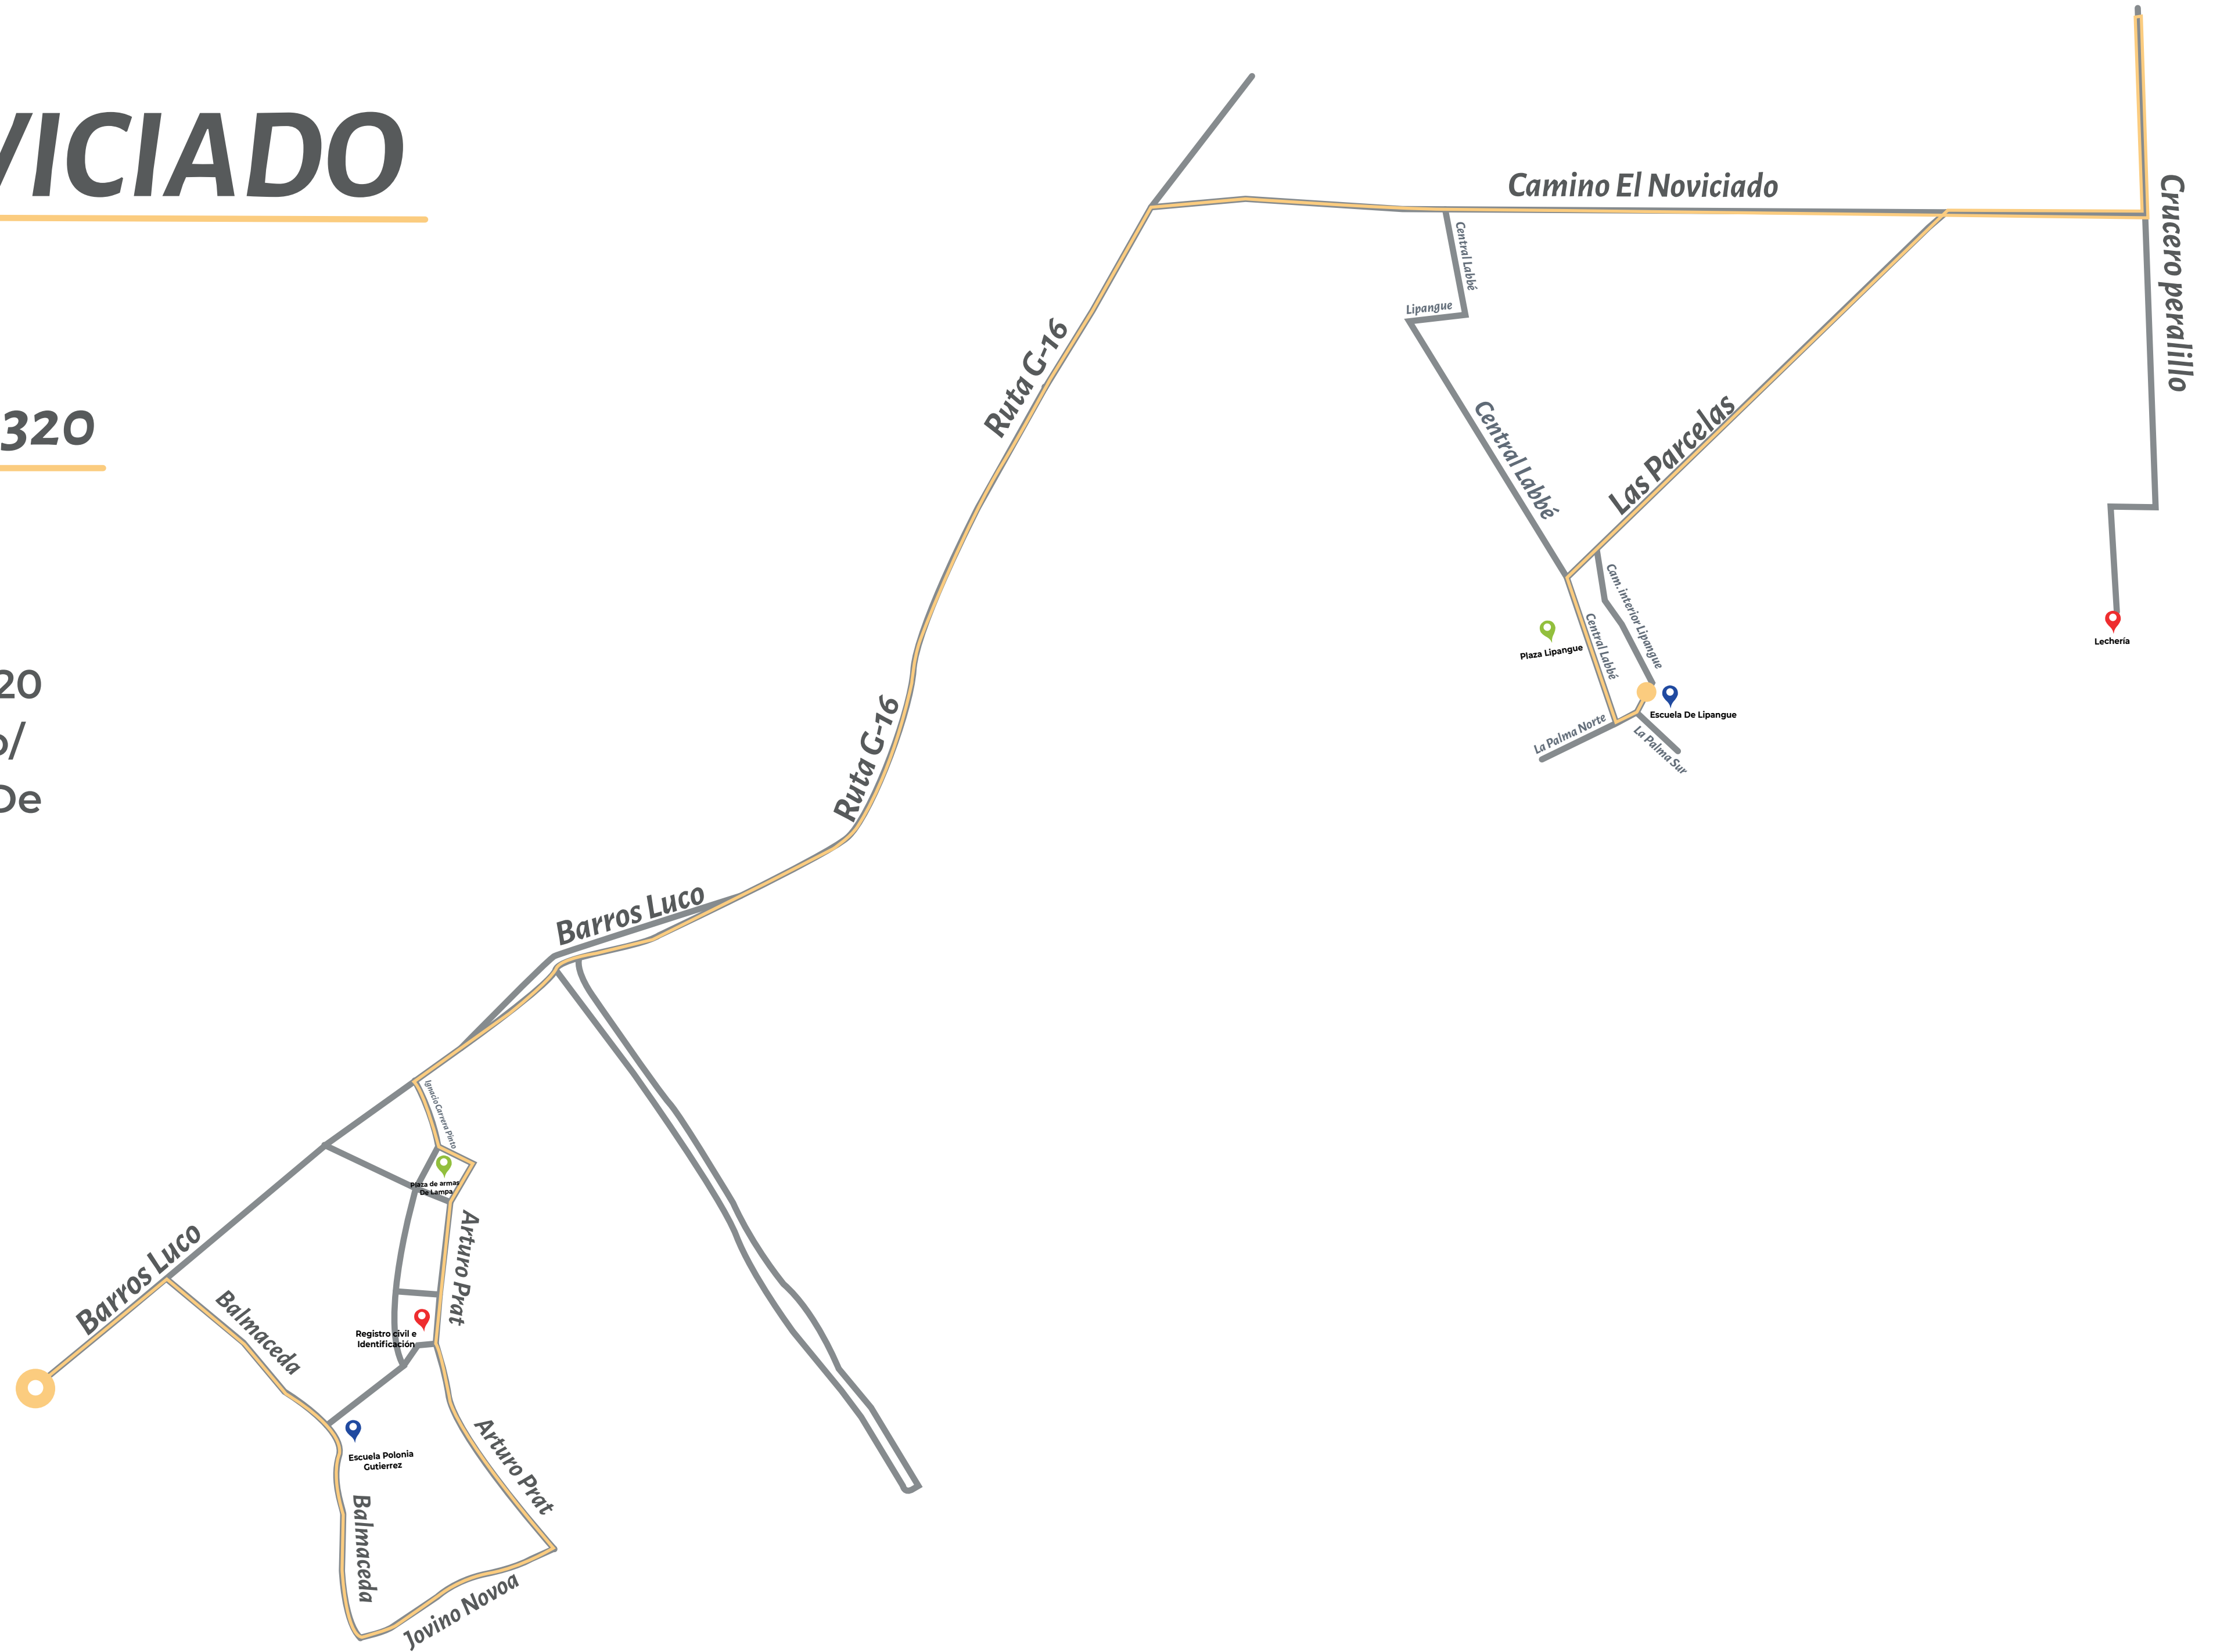 VICIADO
320
20
o/
De
Camino El Noviciado
Crucero peralillo
Central Labbé
Lipangue
Ruta G-16
Central Labbé
Las Parcelas
Cam. interior Lipangue
Central Labbé
Plaza Lipangue
Lechería
Escuela De Lipangue
La Palma Norte
La Palma Sur
Ruta G-16
Barros Luco
Ignacio Carrera Pinto
Plaza de armas
De Lampa
Arturo Prat
Barros Luco
Balmaceda
Registro civil e
Identificación
Arturo Prat
Escuela Polonia
Gutierrez
Balmaceda
Jovino Novoa